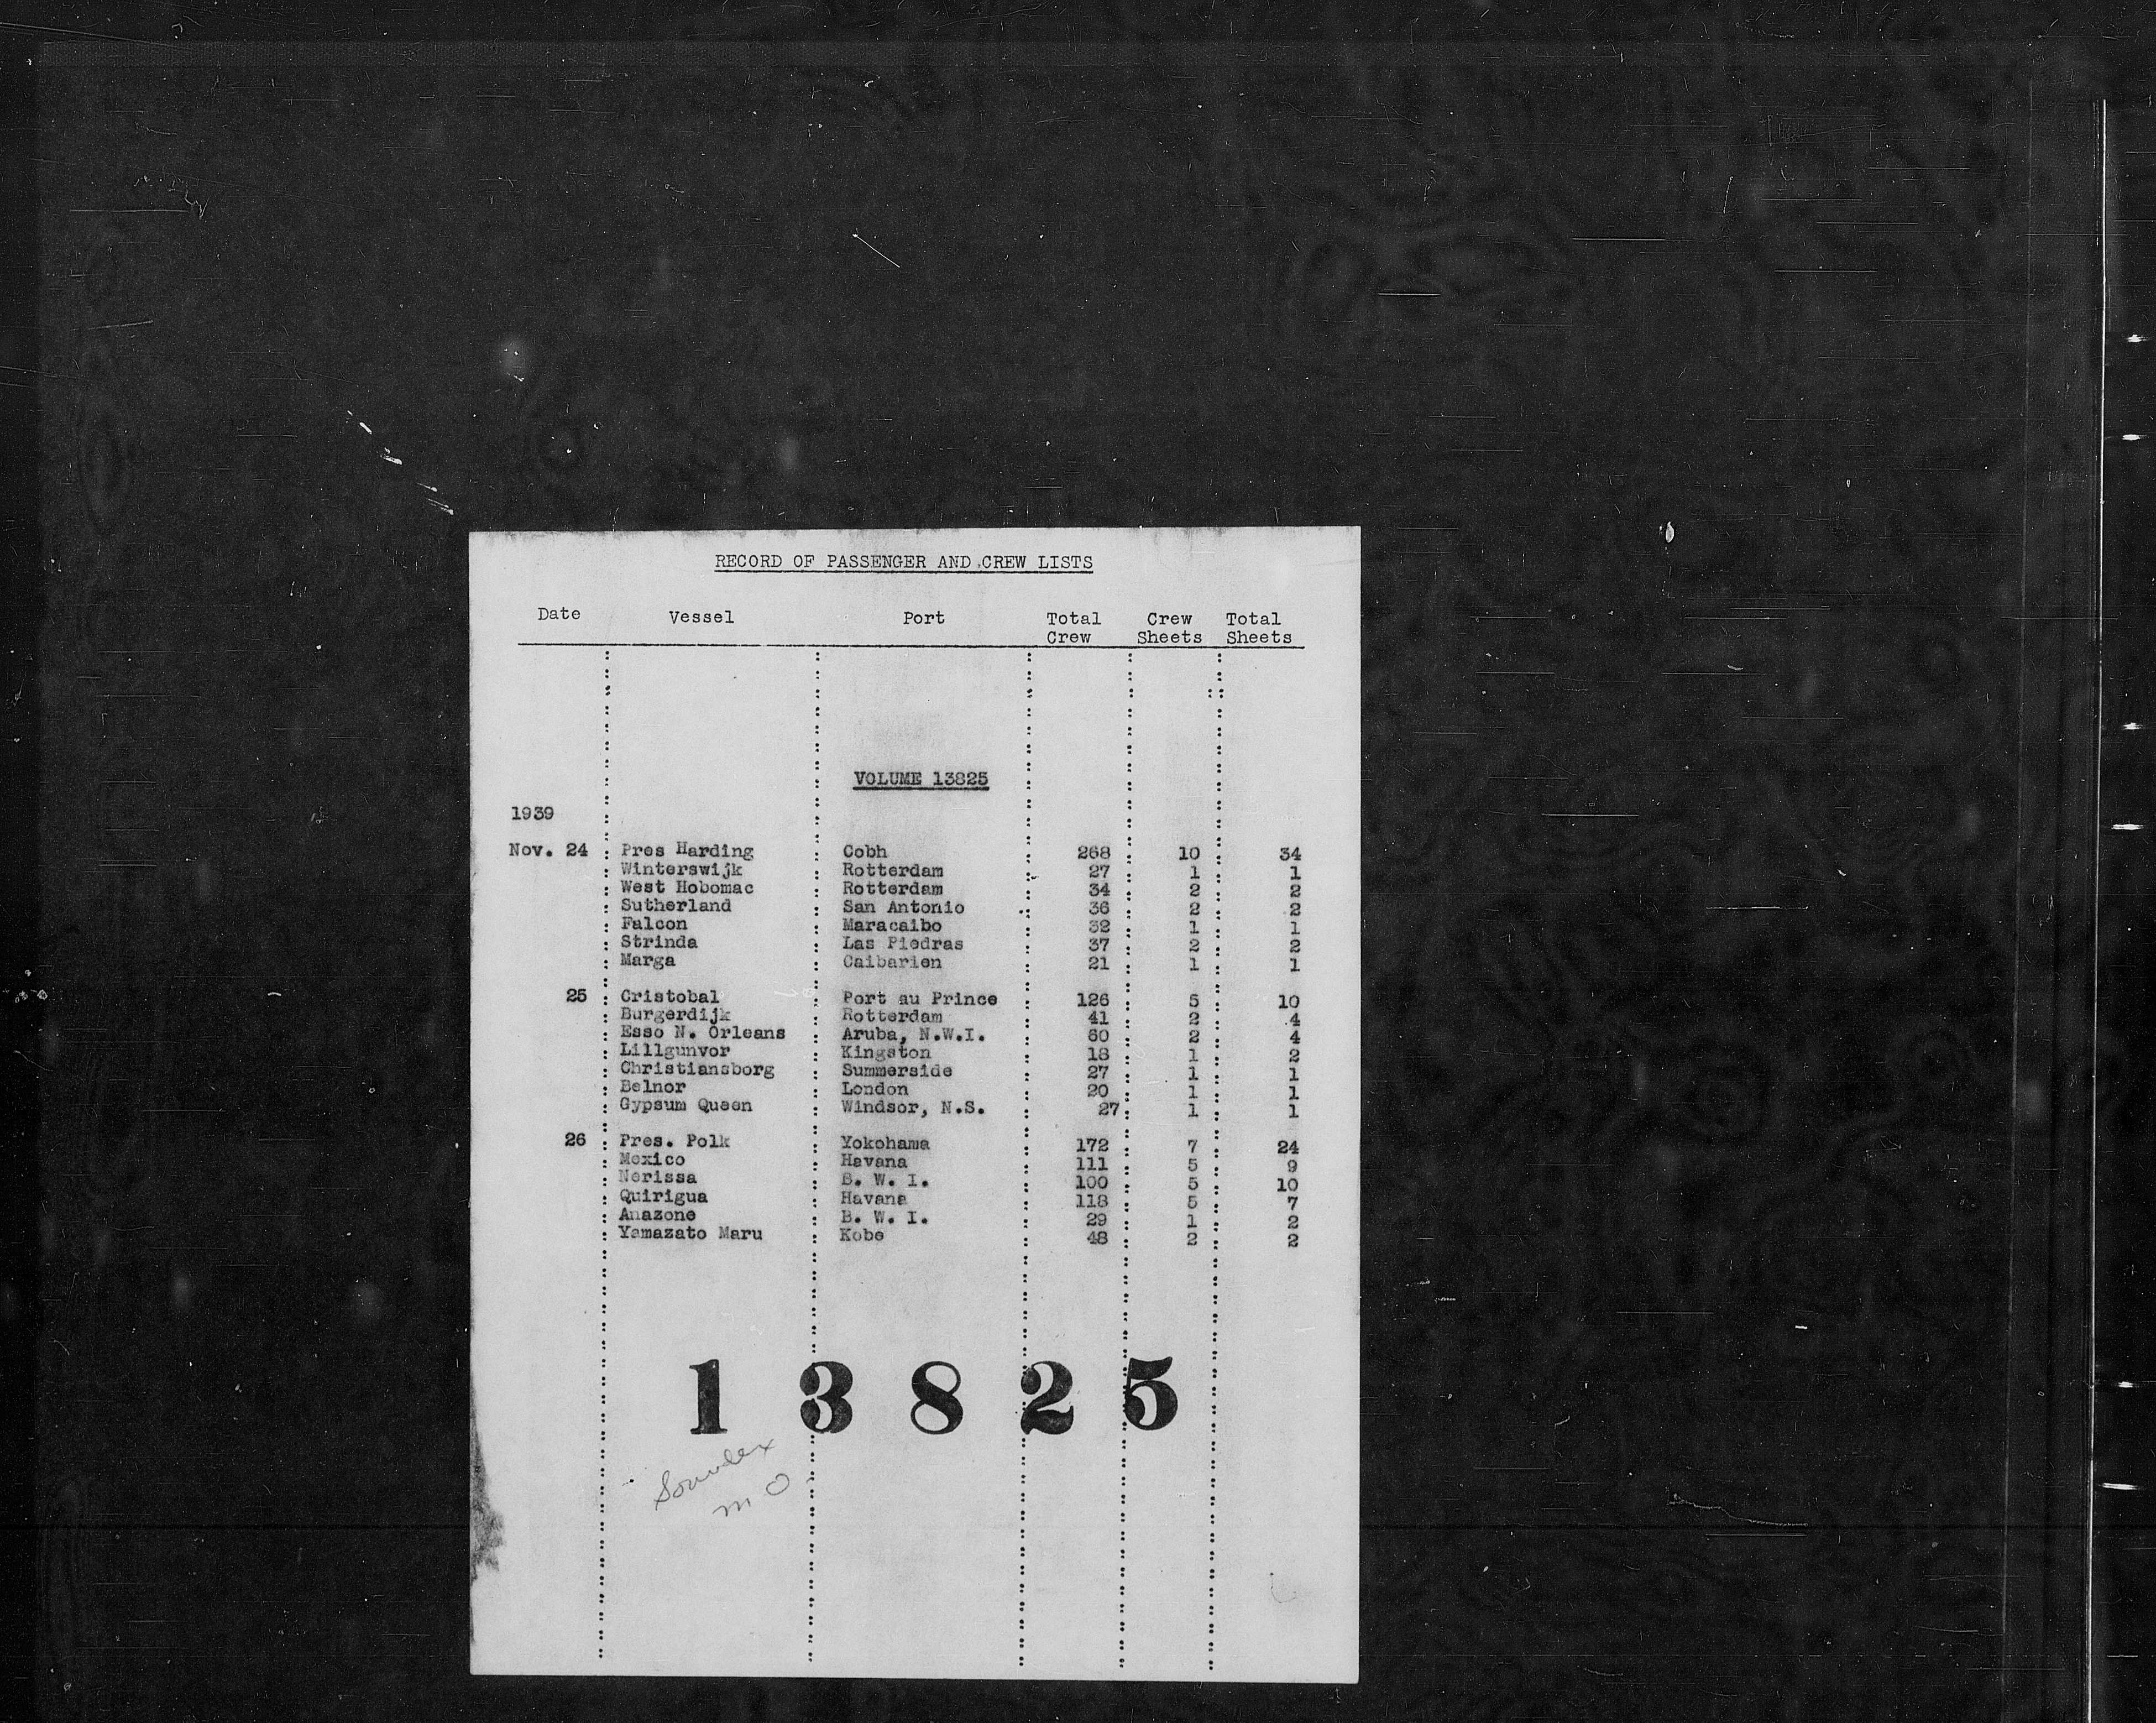 RECORD OF PASSENGER AND CREW LISTS
Date Vessel Port Total Crew Crew Sheets Total Sheets
VOLUME 13825
1939
Nov. 24 Pres Harding Cobh 268 10 34
Winterswijk Rotterdam 27 1 1
West Hobomac Rotterdam 34 2 2
Sutherland San Antonio 36 2 2
Falcon Maracaibo 32 1 1
Strinda Las Piedras 37 2 2
Marga Caibarien 21 1 1
25 Cristobal Port au Prince 126 5 10
Burgerdijk Rotterdam 41 2 4
Esso N. Orleans Aruba, N.W.I. 60 2 4
Lillgunvor Kingston 18 1 2
Christiansborg Summerside 27 1 1
Belnor London 20 1 1
Gypsum Queen Windsor, N.S. 27 1 1
26 Pres. Polk Yokohama 172 7 24
Mexico Havana 111 5 9
Nerissa B. W. I. 100 5 10
Quirigua Havana 118 5 7
Anazone B. W. I. 29 1 2
Yamazato Maru Kobe 48 2 2
13825
Soundex
m O